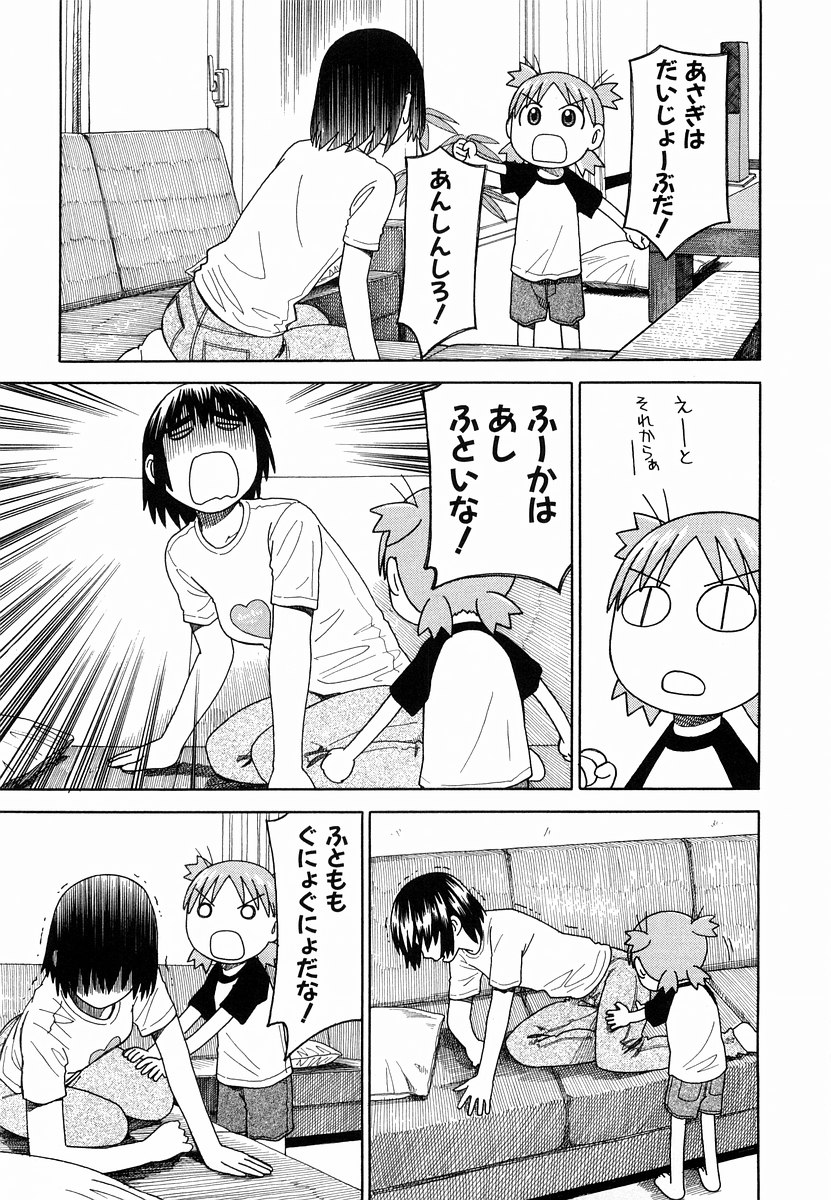 あさぎは
だいじょーぶだ！
あんしんしろ！
えーと
それからぁー
ふーかは
あし
ふといな！
ふともも
ぐにょぐにょだな！